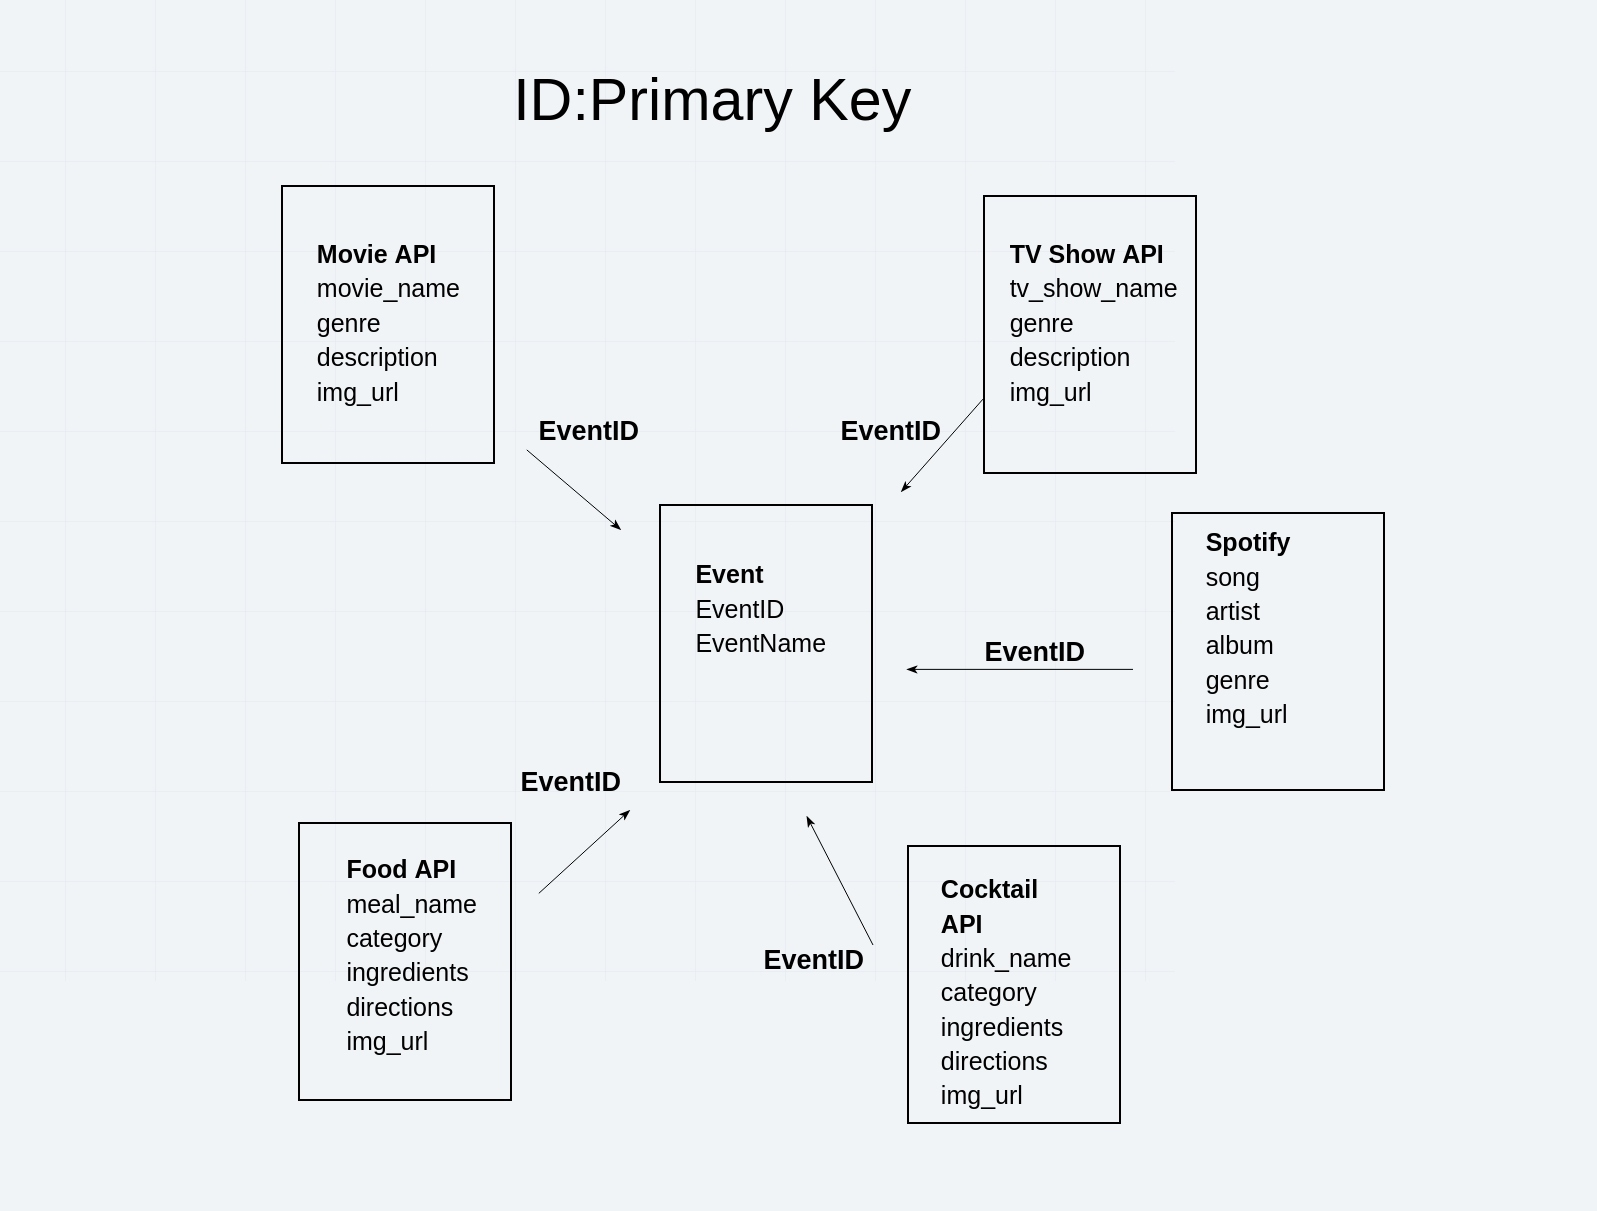 ID:Primary Key
Movie API
movie_name
genre
description
img_url
TV Show API
tv_show_name
genre
description
img_url
EventID
EventID
Event
EventID
EventName
Spotify
song
artist
album
genre
img_url
EventID
EventID
Food API
meal_name
category
ingredients
directions
img_url
EventID
Cocktail
API
drink_name
category
ingredients
directions
img_url